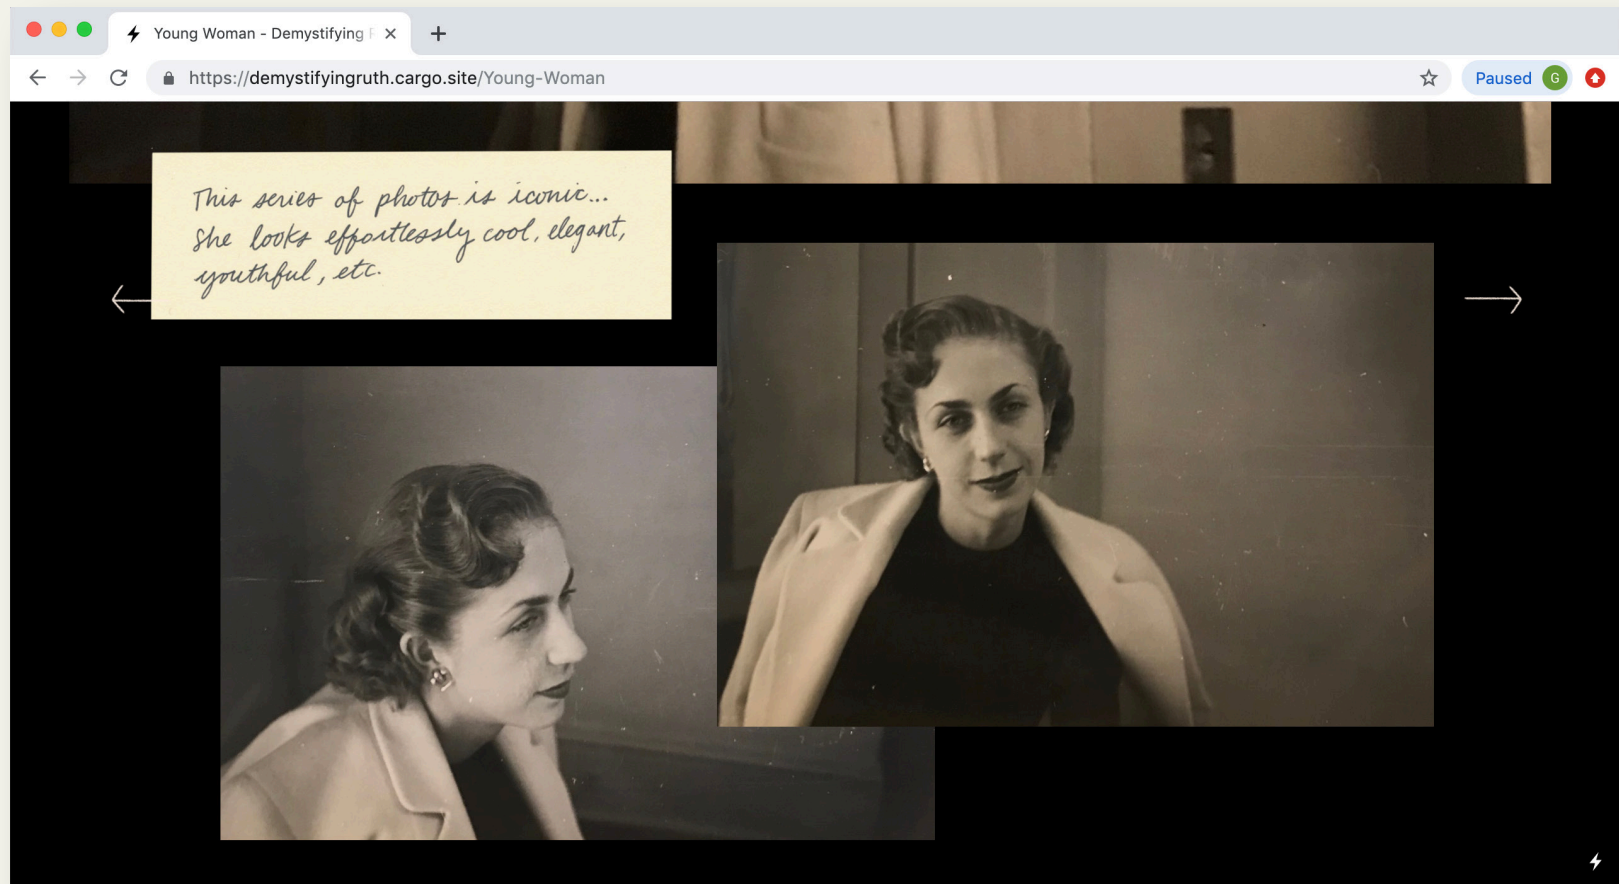 Young Woman - Demystifying
https://demystifyingruth.cargo.site/Young-Woman
Paused
G
This series of photos is iconic...
She looks effortlessly cool, elegant,
youthful, etc.